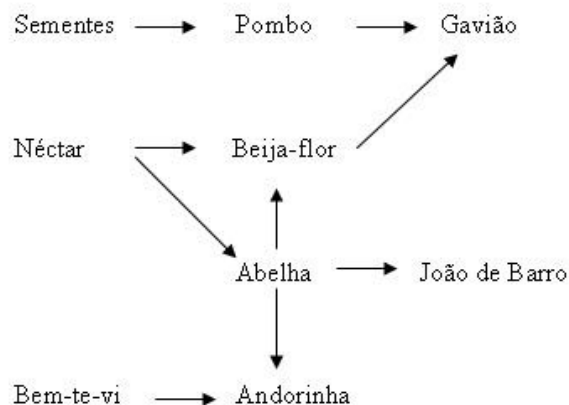 Sementes Pombo Gavião
Néctar Beija-flor
Abelha João de Barro
Bem-te-vi Andorinha